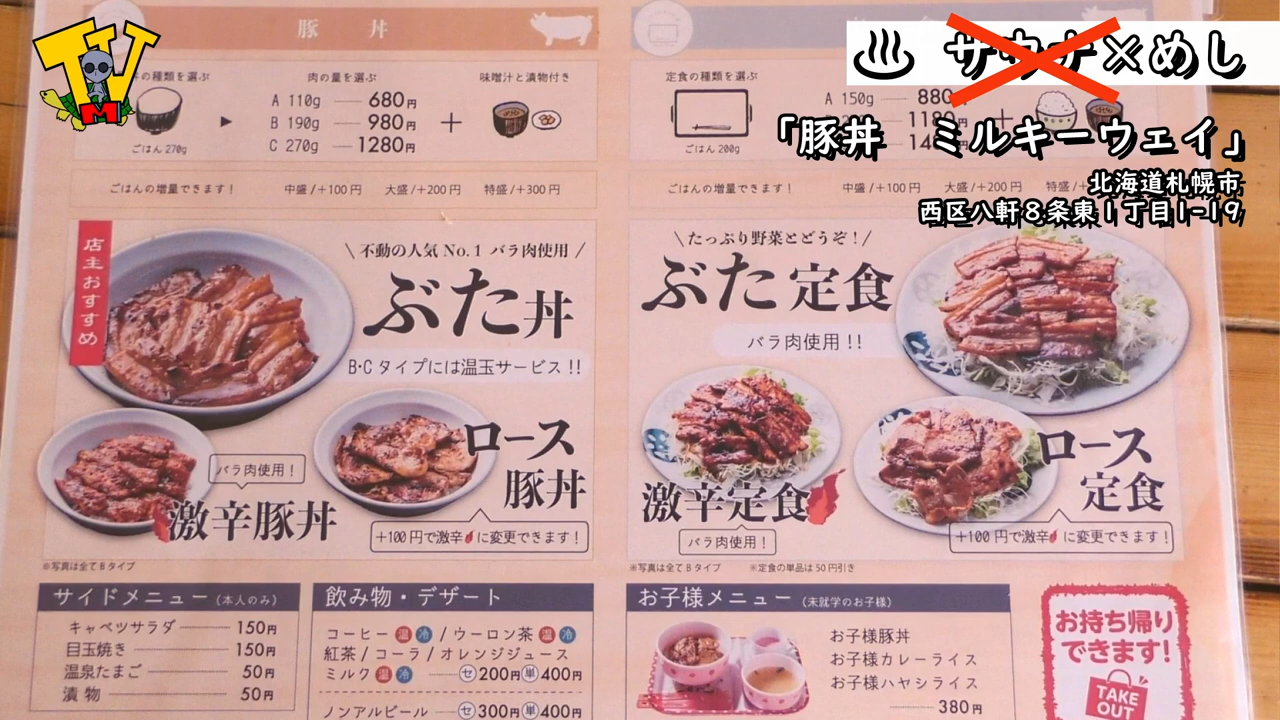 TTVJ
M
サウナ×めし
「豚丼 ミルキーウェイ」
北海道札幌市
西区八軒8条東1丁目1-19
豚丼
の種類を選ぶ
ごはん270g
肉の量を選ぶ
A 110g 680円
B 190g 980円
C 270g 1280円
+
味噌汁と漬物付き
ごはんの増量できます! 中盛/+100円 大盛/+200円 特盛/+300円
店主おすすめ
\不動の人気No.1 バラ肉使用/
ぶた丼
B・Cタイプには温玉サービス!!
バラ肉使用!
激辛豚丼
ロース
豚丼
+100円で激辛に変更できます!
※写真は全てBタイプ
定食の種類を選ぶ
ごはん200g
A 150g 880
+
ごはんの増量できます! 中盛/+100円 大盛/+200円 特盛/+
\たっぷり野菜とどうぞ!/
ぶた定食
バラ肉使用!!
激辛定食
バラ肉使用!
ロース
定食
+100円で激辛に変更できます!
※写真は全てBタイプ ※定食の単品は50円引き
サイドメニュー(本人のみ)
キャベツサラダ 150円
目玉焼き 150円
温泉たまご 50円
漬物 50円
飲み物・デザート
コーヒー 温 冷 / ウーロン茶 温 冷
紅茶 / コーラ / オレンジジュース
ミルク 温 冷 セ200円 単400円
ノンアルビール セ300円 単400円
お子様メニュー(未就学のお子様)
お子様豚丼
お子様カレーライス
お子様ハヤシライス
380円
お持ち帰り
できます!
TAKE
OUT